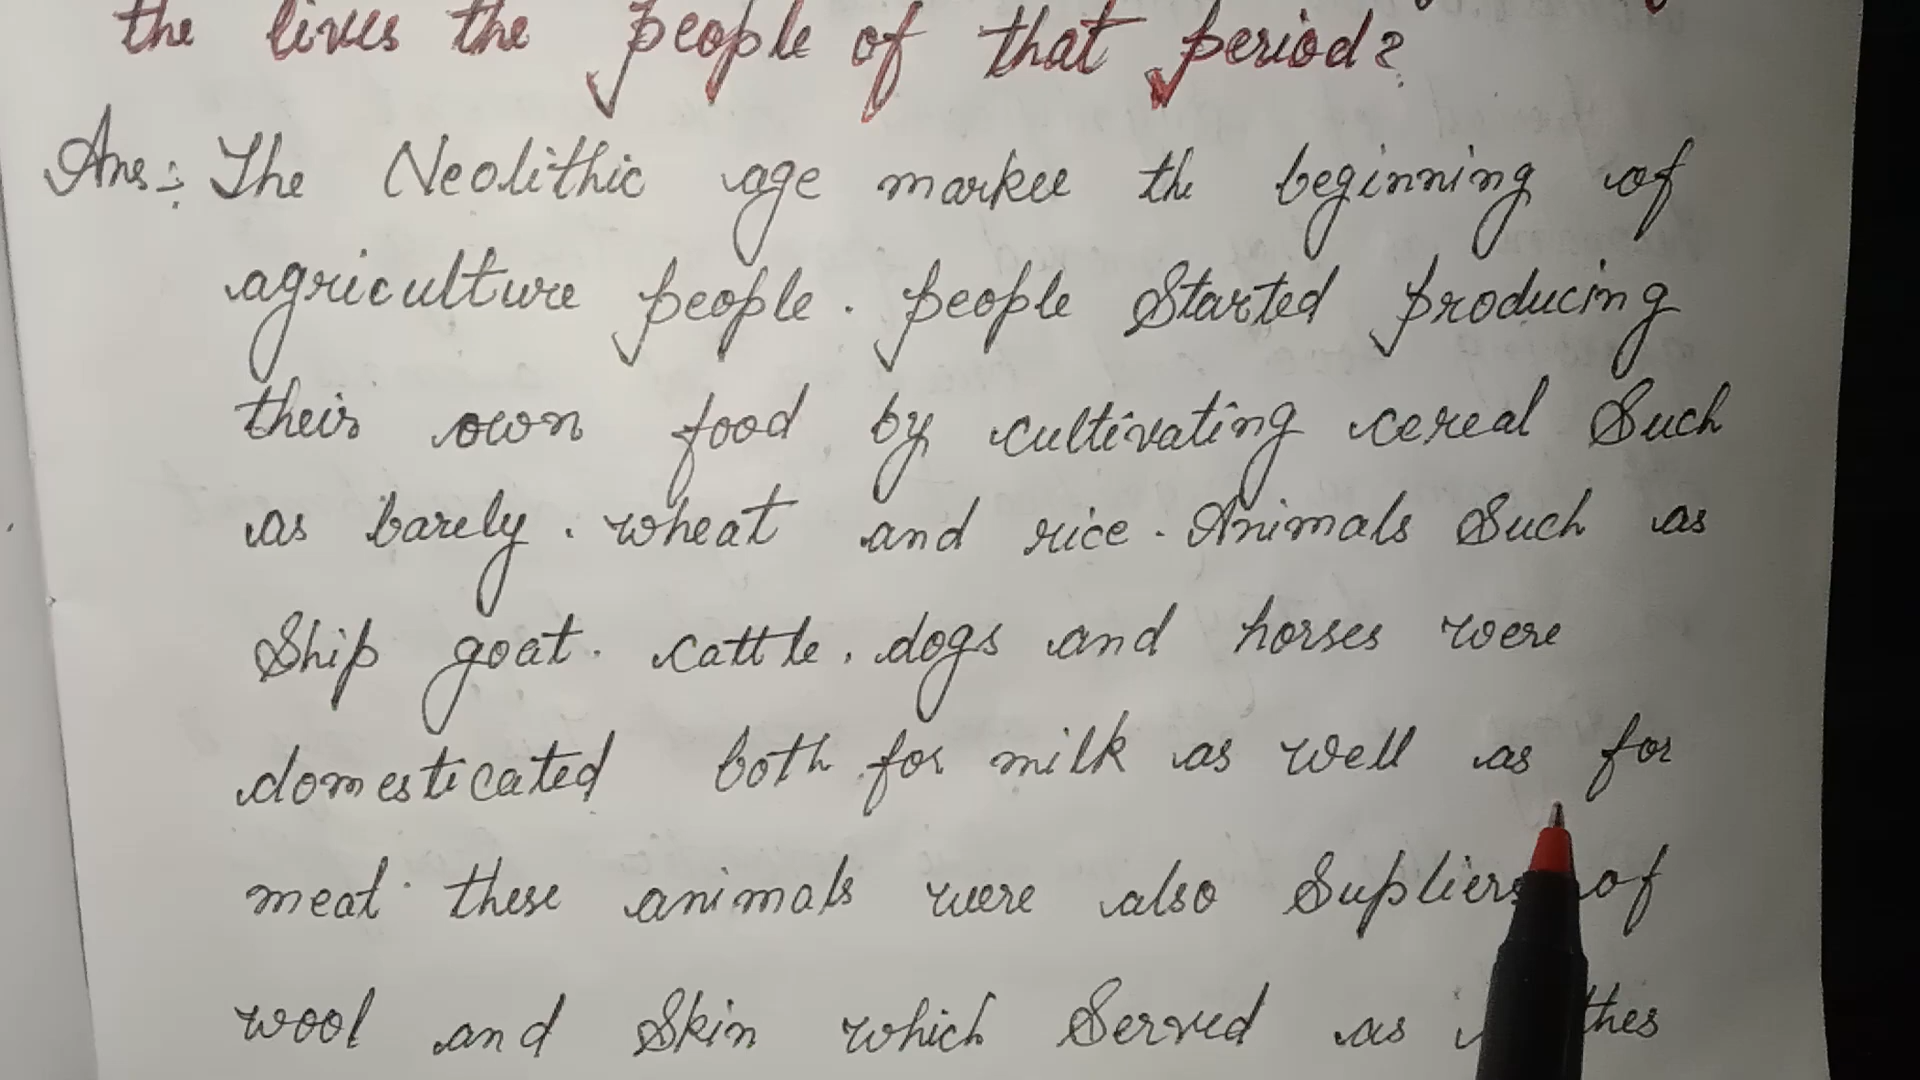 the lives the people of that period?
Ans:- The Neolithic age markee the beginning of
agriculture people. people Started producing
their own food by cultivating cereal Such
as barely. wheat and rice. Animals Such as
Ship goat. cattle. dogs and horses were
domesticated both for milk as well as for
meat. these animals were also Supliers of
wool and Skin which Served as